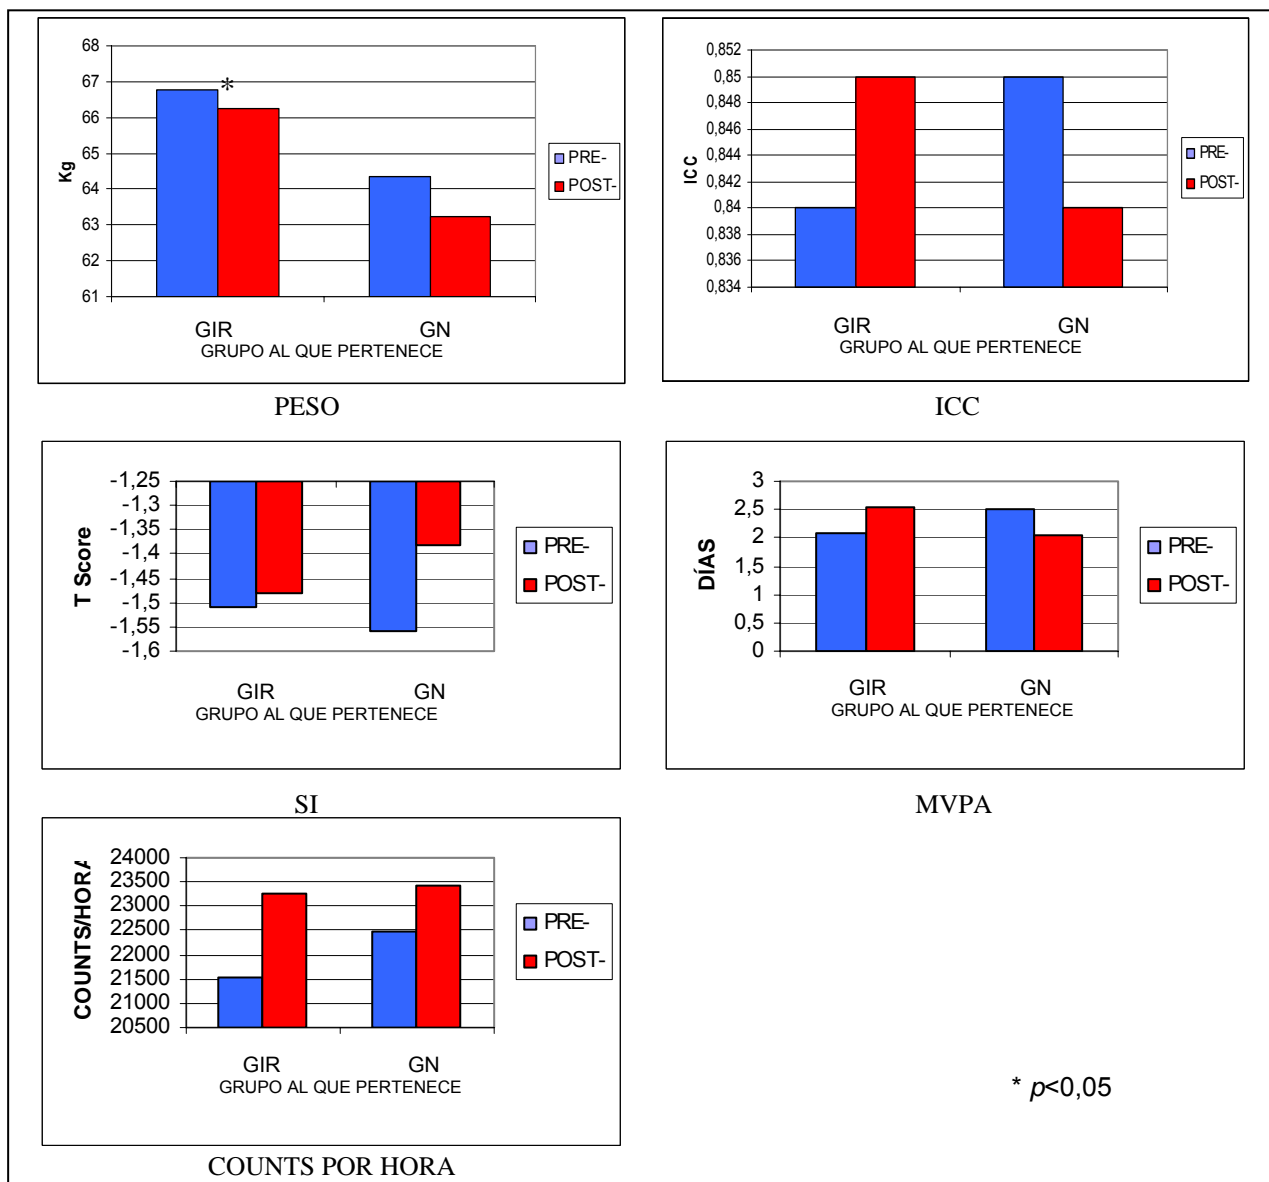 68
67
66
65
64
63
62
61
Kg
*
GIR
GN
GRUPO AL QUE PERTENECE
PRE-
POST-
PESO
0,852
0,85
0,848
0,846
0,844
0,842
0,84
0,838
0,836
0,834
ICC
GIR
GN
GRUPO AL QUE PERTENECE
PRE-
POST-
ICC
-1,25
-1,3
-1,35
-1,4
-1,45
-1,5
-1,55
-1,6
T Score
GIR
GN
GRUPO AL QUE PERTENECE
PRE-
POST-
SI
3
2,5
2
1,5
1
0,5
0
DÍAS
GIR
GN
GRUPO AL QUE PERTENECE
PRE-
POST-
MVPA
24000
23500
23000
22500
22000
21500
21000
20500
COUNTS/HORA
GIR
GN
GRUPO AL QUE PERTENECE
PRE-
POST-
COUNTS POR HORA
* p<0,05